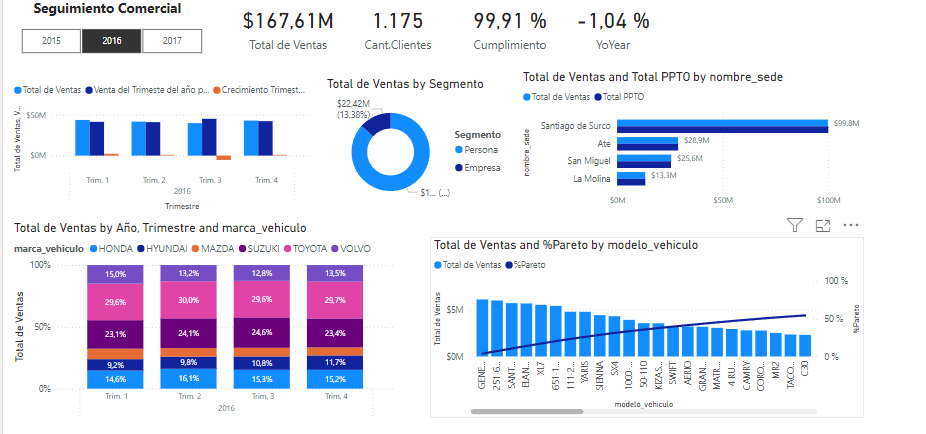 Seguimiento Comercial
2015
2016
2017
$167,61M
Total de Ventas
1.175
Cant.Clientes
99,91 %
Cumplimiento
-1,04 %
YoYear
Total de Ventas
Venta del Trimeste del año p...
Crecimiento Trimest...
Total de Ventas, V...
$50M
$0M
Trim. 1
Trim. 2
Trim. 3
Trim. 4
2016
Trimestre
Total de Ventas by Segmento
$22,42M
(13,38%)
$1... (...)
Segmento
Persona
Empresa
Total de Ventas and Total PPTO by nombre_sede
Total de Ventas
Total PPTO
nombre_sede
Santiago de Surco
$99,8M
Ate
$28,9M
San Miguel
$25,6M
La Molina
$13,3M
$0M
$50M
$100M
Total de Ventas by Año, Trimestre and marca_vehiculo
marca_vehiculo
HONDA
HYUNDAI
MAZDA
SUZUKI
TOYOTA
VOLVO
Total de Ventas
100%
50%
0%
15,0%
13,2%
12,8%
13,5%
29,6%
30,0%
29,6%
29,7%
23,1%
24,1%
24,6%
23,4%
9,2%
9,8%
10,8%
11,7%
14,6%
16,1%
15,3%
15,2%
Trim. 1
Trim. 2
Trim. 3
Trim. 4
2016
Total de Ventas and %Pareto by modelo_vehiculo
Total de Ventas
%Pareto
Total de Ventas
$5M
$0M
100 %
50 %
0 %
%Pareto
GENE...
251-6...
SANT...
ELAN...
XL7
651-1...
111-2...
YARIS
SIENNA
SX4
1000-...
50-110
KIZAS...
SWIFT
AERIO
GRAN...
MATR...
4 RU...
CAMRY
CORO...
MR2
TACO...
C30
modelo_vehiculo